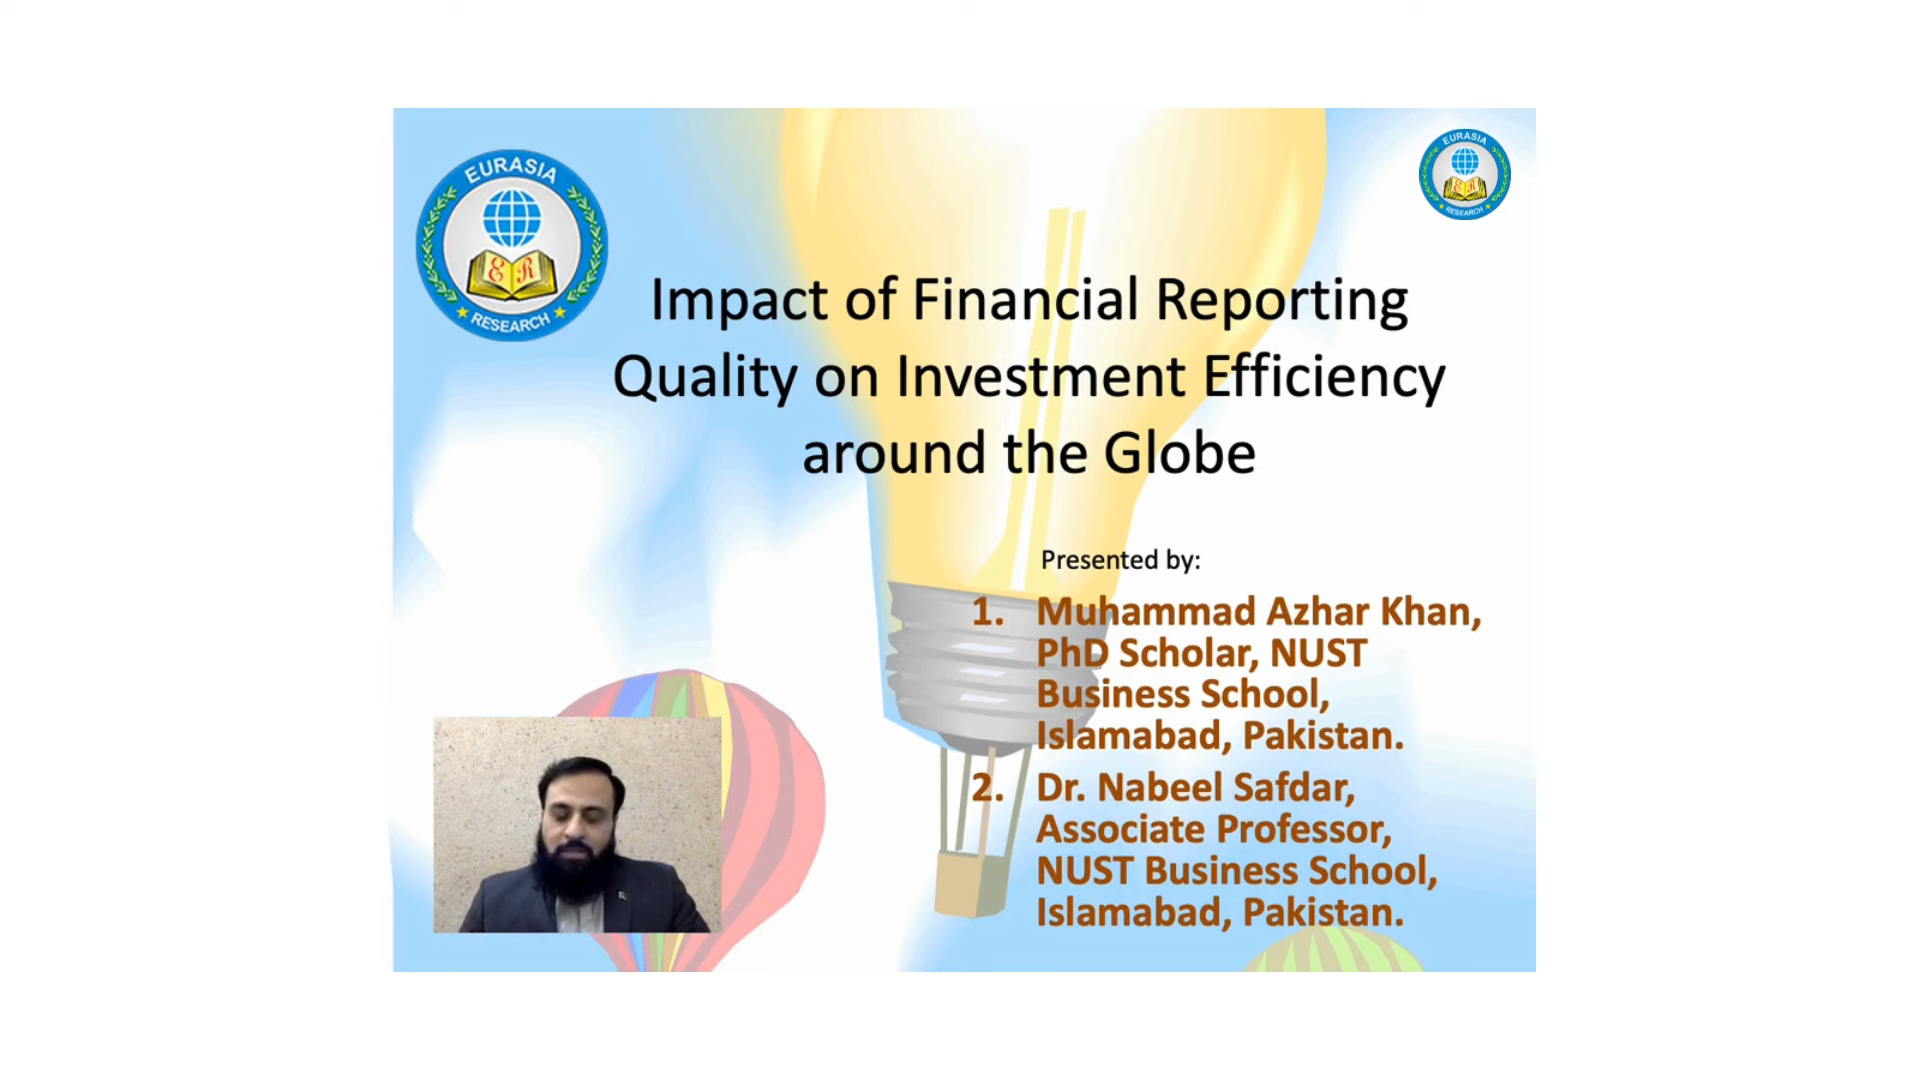 EURASIA
E R
RESEARCH
EURASIA
E R
RESEARCH
Impact of Financial Reporting
Quality on Investment Efficiency
around the Globe
Presented by:
1. Muhammad Azhar Khan,
PhD Scholar, NUST
Business School,
Islamabad, Pakistan.
2. Dr. Nabeel Safdar,
Associate Professor,
NUST Business School,
Islamabad, Pakistan.